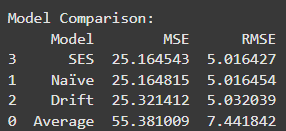 Model Comparison:
Model MSE RMSE
3 SES 25.164543 5.016427
1 Naïve 25.164815 5.016454
2 Drift 25.321412 5.032039
0 Average 55.381009 7.441842